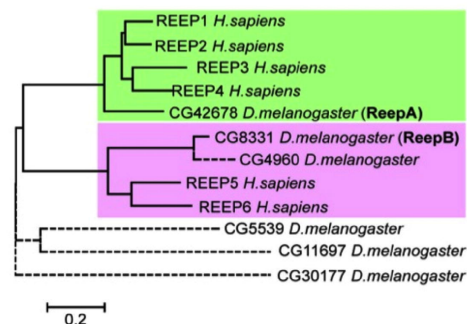 REEP1 H.sapiens
REEP2 H.sapiens
REEP3 H.sapiens
REEP4 H.sapiens
CG42678 D.melanogaster (ReepA)
CG8331 D.melanogaster (ReepB)
CG4960 D.melanogaster
REEP5 H.sapiens
REEP6 H.sapiens
CG5539 D.melanogaster
CG11697 D.melanogaster
CG30177 D.melanogaster
0.2